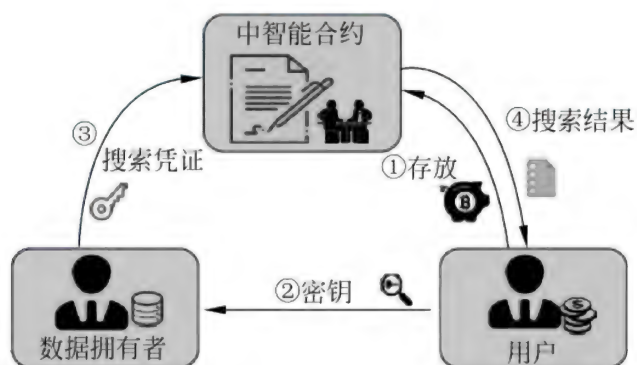 中智能合约
③
搜索凭证
①存放
④搜索结果
②密钥
数据拥有者
用户